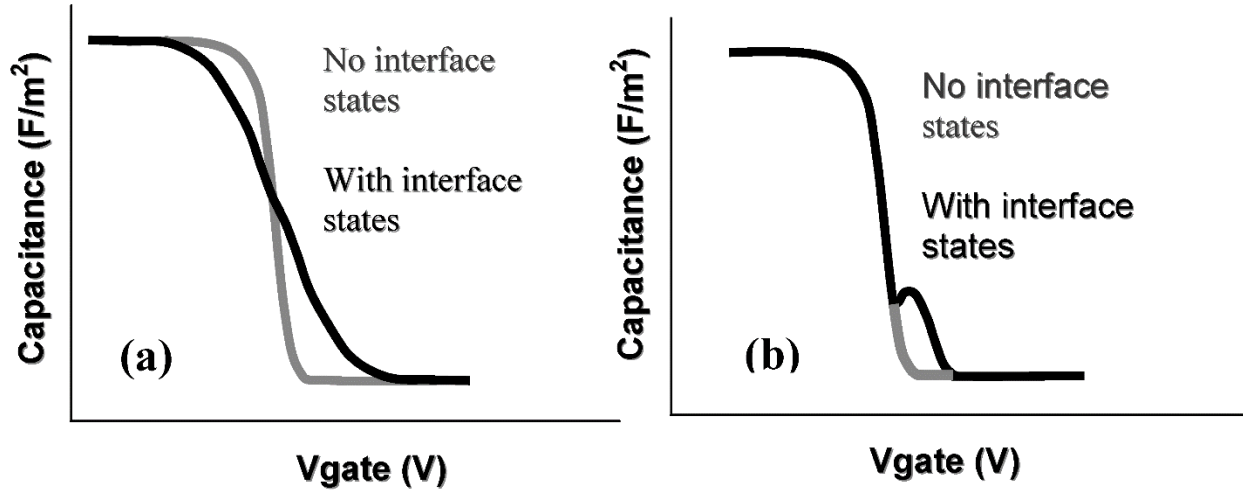 Capacitance (F/m²)
No interface
states
With interface
states
(a)
Vgate (V)
Capacitance (F/m²)
No interface
states
With interface
states
(b)
Vgate (V)